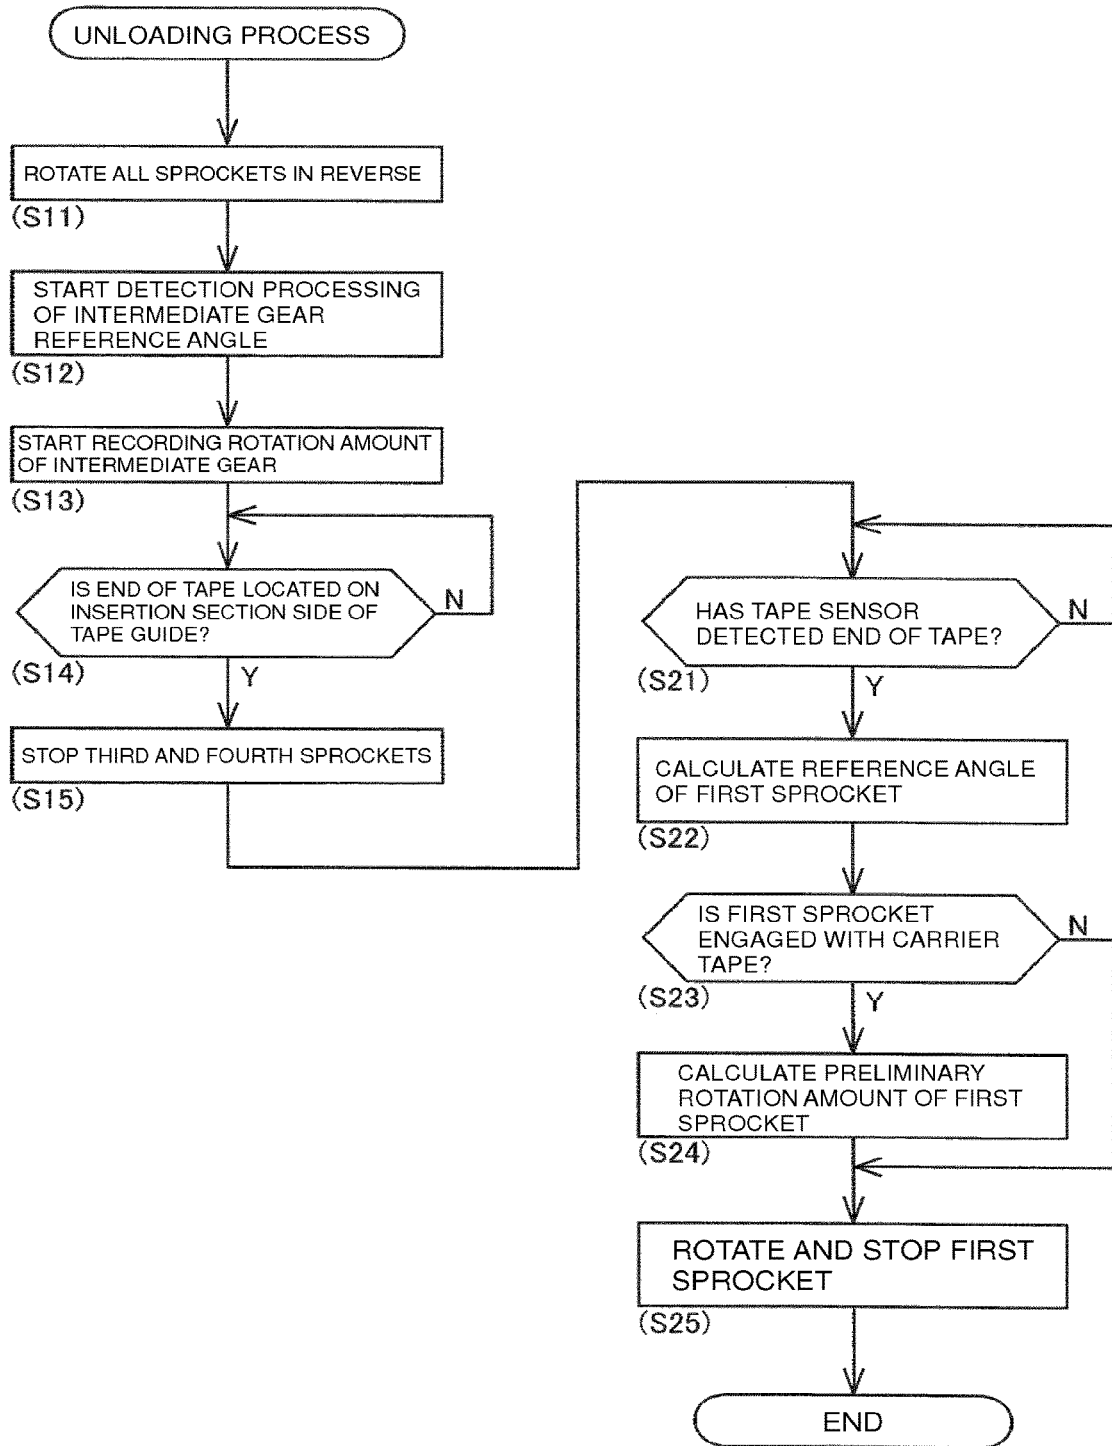 UNLOADING PROCESS
ROTATE ALL SPROCKETS IN REVERSE
(S11)
START DETECTION PROCESSING
OF INTERMEDIATE GEAR
REFERENCE ANGLE
(S12)
START RECORDING ROTATION AMOUNT
OF INTERMEDIATE GEAR
(S13)
IS END OF TAPE LOCATED ON
INSERTION SECTION SIDE OF
TAPE GUIDE?
N
(S14)
Y
STOP THIRD AND FOURTH SPROCKETS
(S15)
HAS TAPE SENSOR
DETECTED END OF TAPE?
N
(S21)
Y
CALCULATE REFERENCE ANGLE
OF FIRST SPROCKET
(S22)
IS FIRST SPROCKET
ENGAGED WITH CARRIER
TAPE?
N
(S23)
Y
CALCULATE PRELIMINARY
ROTATION AMOUNT OF FIRST
SPROCKET
(S24)
ROTATE AND STOP FIRST
SPROCKET
(S25)
END